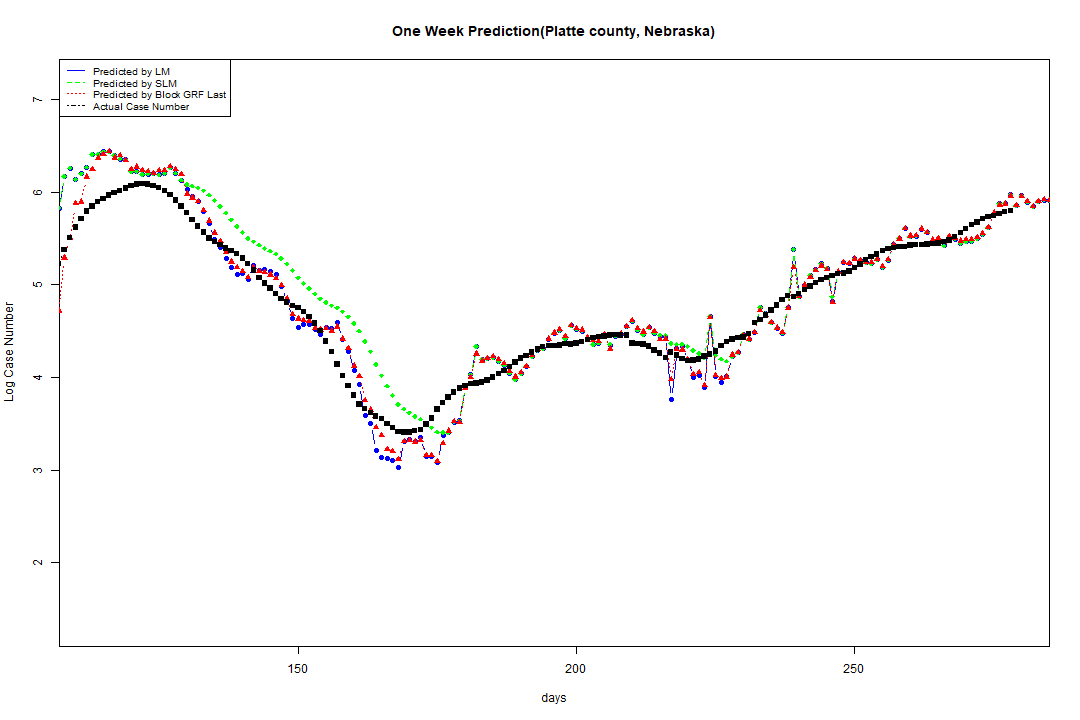 One Week Prediction(Platte county, Nebraska)
Predicted by LM
Predicted by SLM
Predicted by Block GRF Last
Actual Case Number
Log Case Number
7
6
5
4
3
2
150
200
250
days